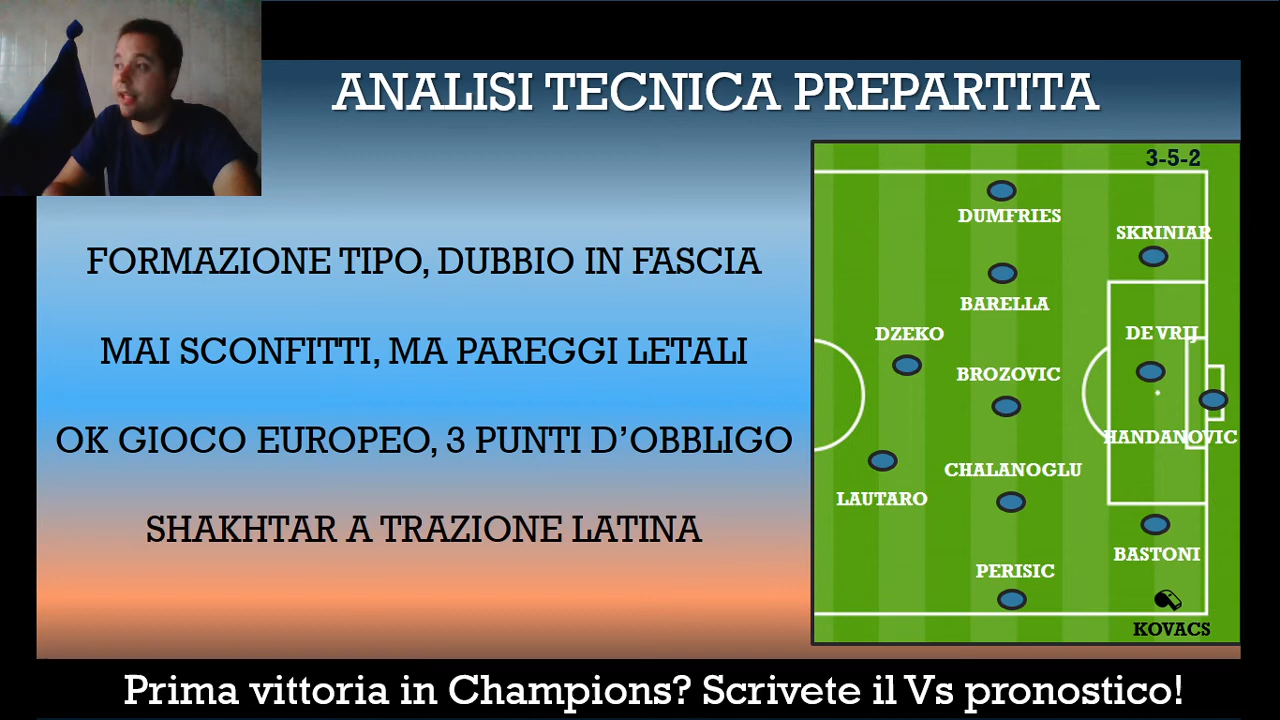 ANALISI TECNICA PREPARTITA
FORMAZIONE TIPO, DUBBIO IN FASCIA
MAI SCONFITTI, MA PAREGGI LETALI
OK GIOCO EUROPEO, 3 PUNTI D’OBBLIGO
SHAKHTAR A TRAZIONE LATINA
3-5-2
DUMFRIES
SKRINIAR
BARELLA
DZEKO
DE VRIJ
BROZOVIC
HANDANOVIC
CHALANOGLU
LAUTARO
BASTONI
PERISIC
KOVACS
Prima vittoria in Champions? Scrivete il Vs pronostico!